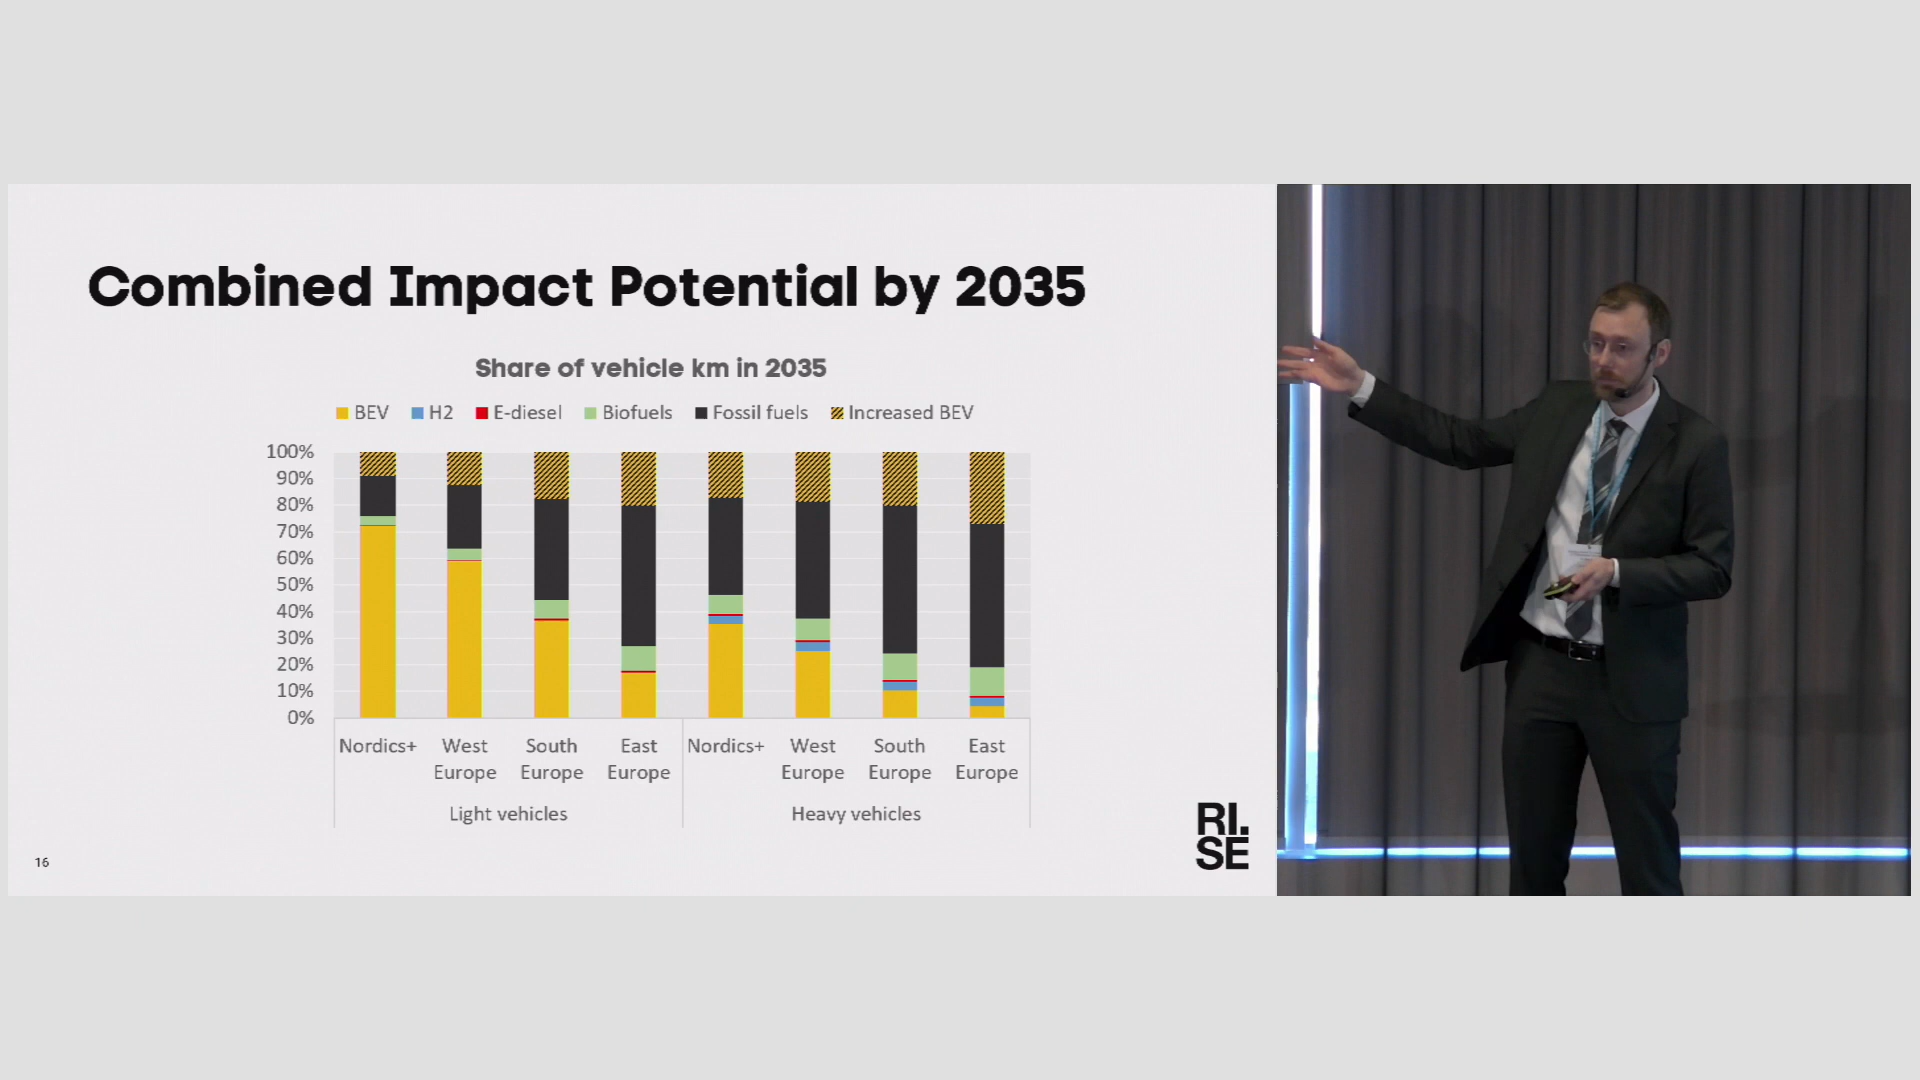 Combined Impact Potential by 2035
Share of vehicle km in 2035
BEV H2 E-diesel Biofuels Fossil fuels Increased BEV
100%
90%
80%
70%
60%
50%
40%
30%
20%
10%
0%
Nordics+ West Europe South Europe East Europe Nordics+ West Europe South Europe East Europe
Light vehicles Heavy vehicles
16
RI.
SE